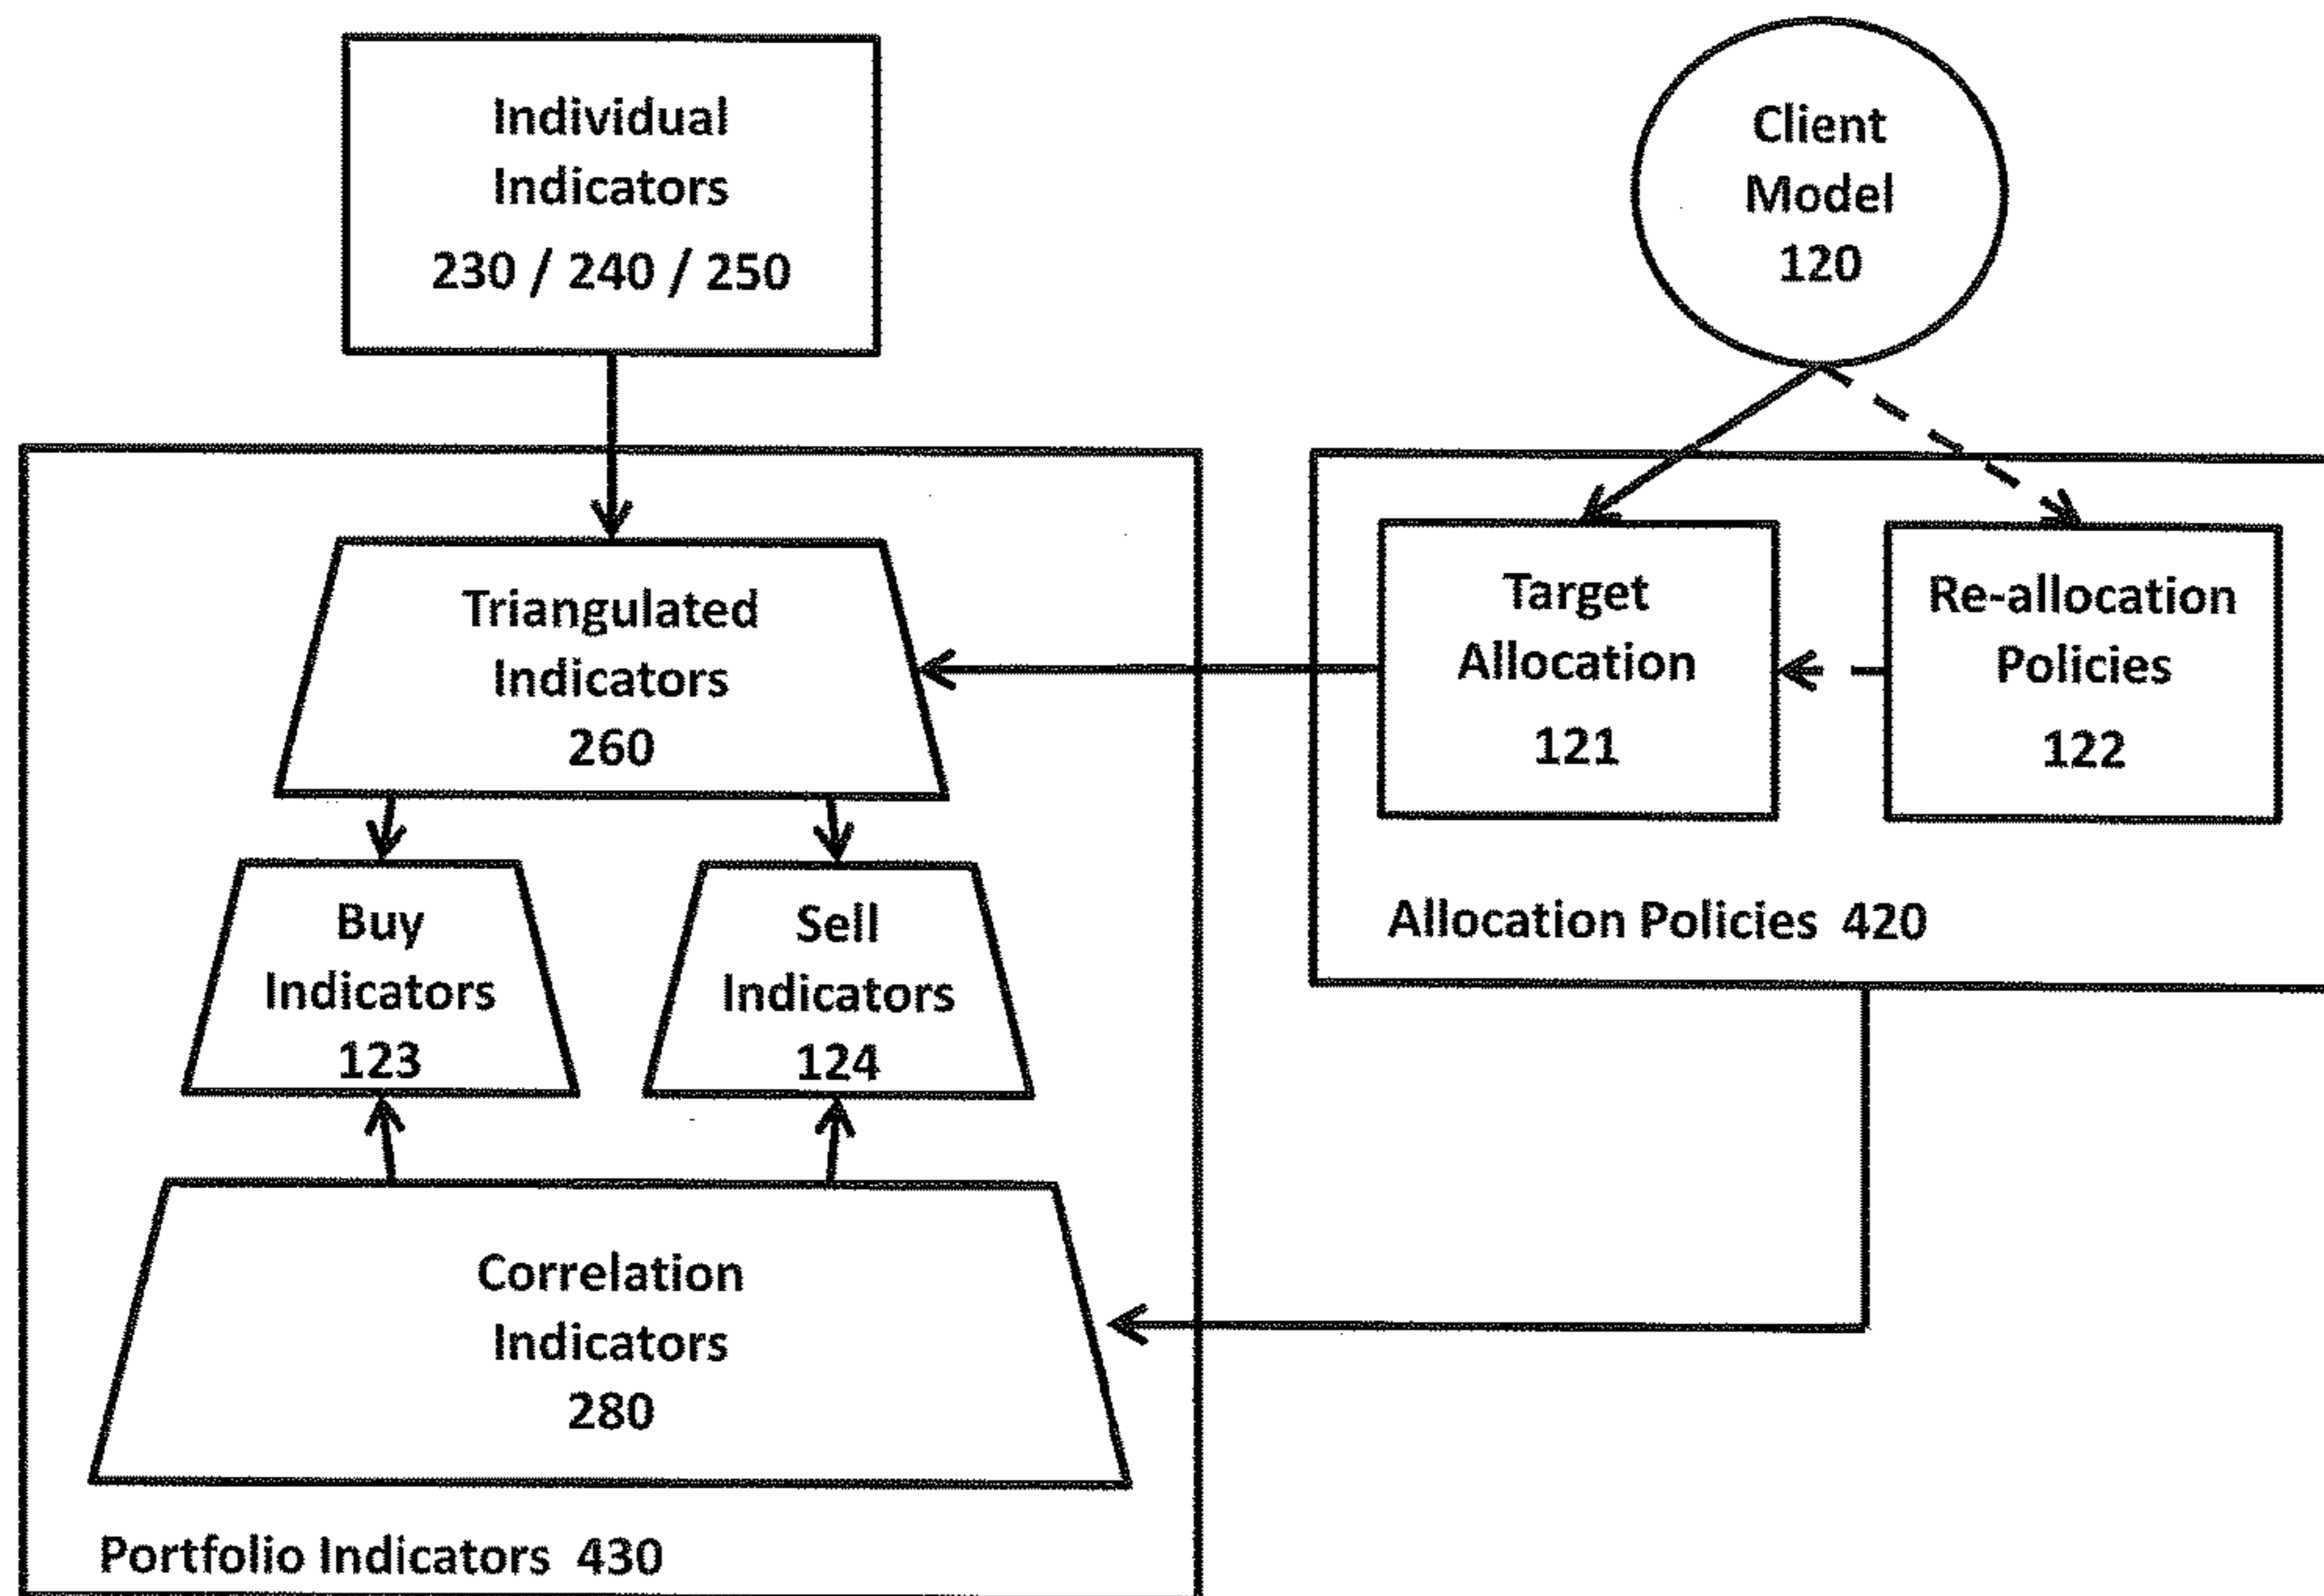 Individual
Indicators
230 / 240 / 250
Client
Model
120
Triangulated
Indicators
260
Target
Allocation
121
Re-allocation
Policies
122
Buy
Indicators
123
Sell
Indicators
124
Allocation Policies 420
Correlation
Indicators
280
Portfolio Indicators 430